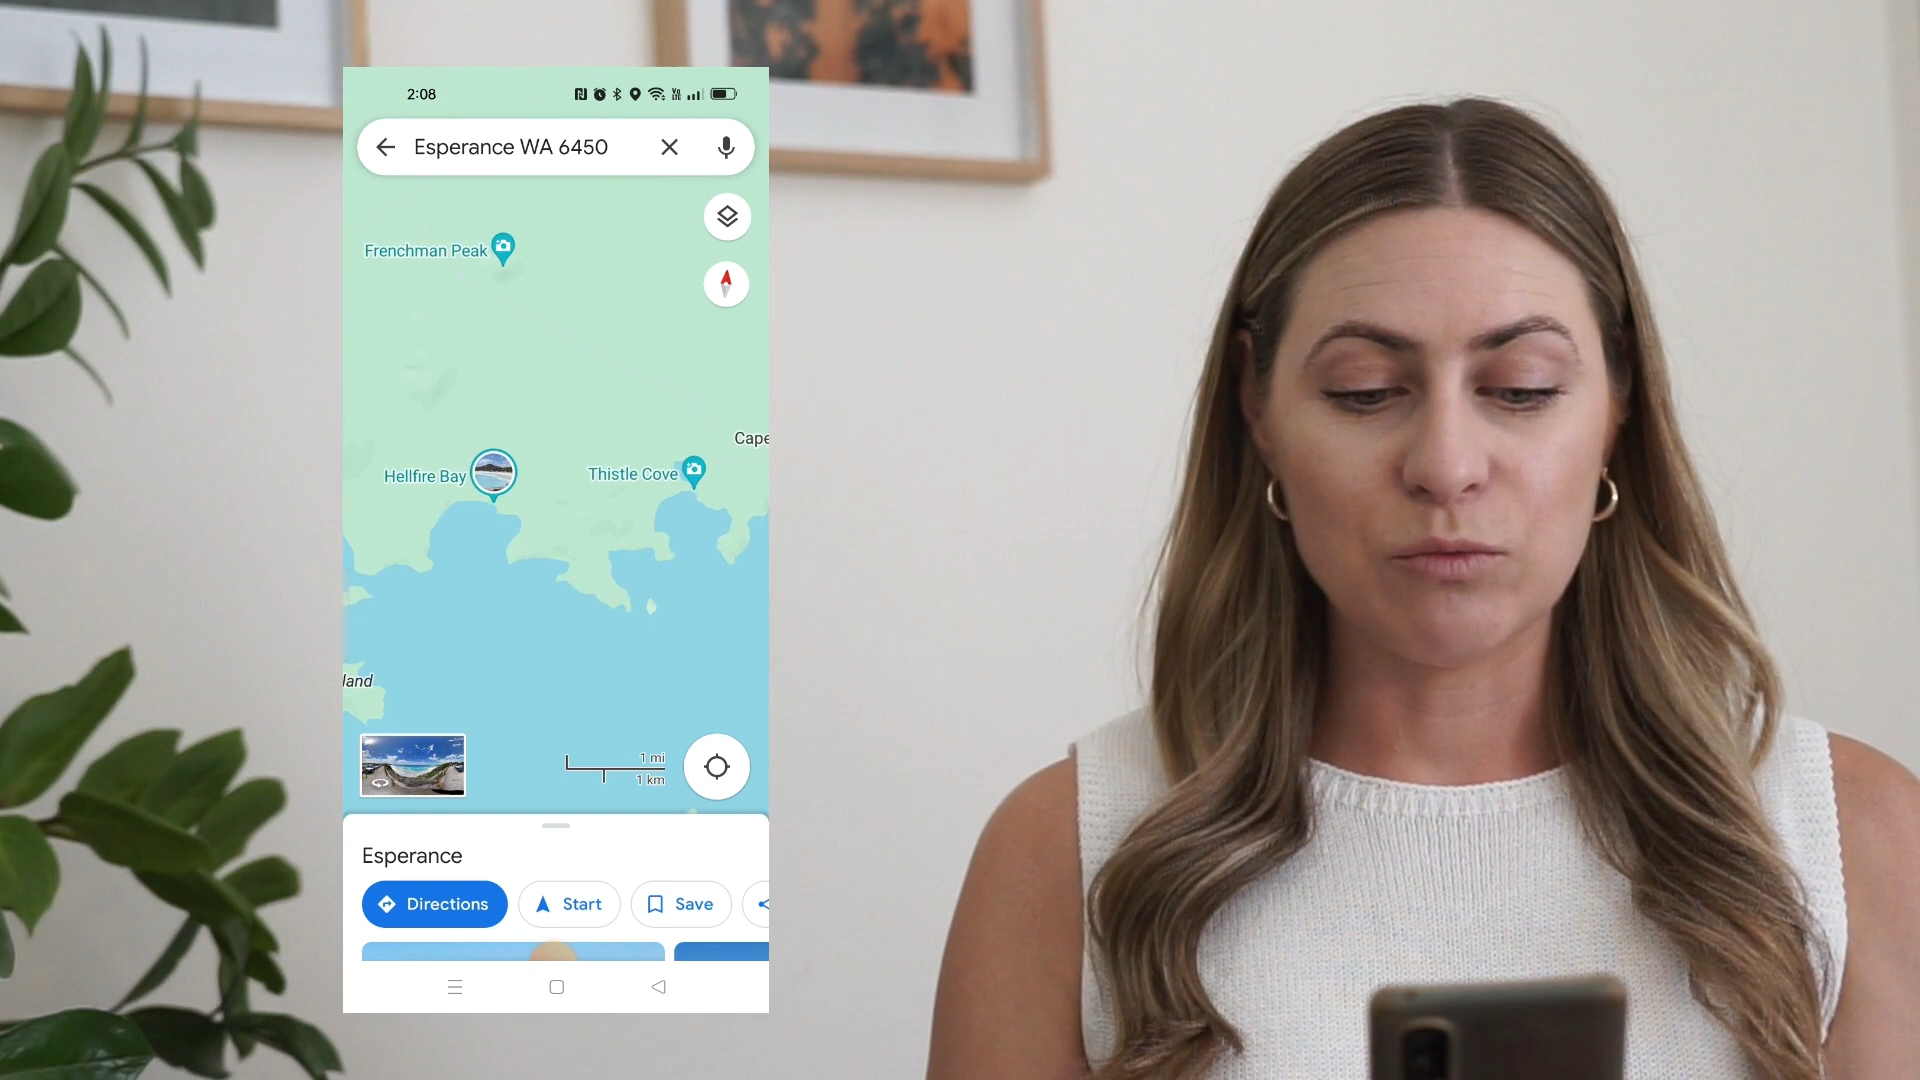 2:08
Esperance WA 6450
Frenchman Peak
Cape
Hellfire Bay
Thistle Cove
land
1 mi
1 km
Esperance
Directions
Start
Save